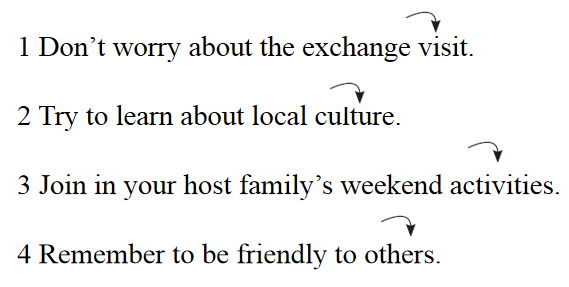 1 Don’t worry about the exchange visit.
2 Try to learn about local culture.
3 Join in your host family’s weekend activities.
4 Remember to be friendly to others.